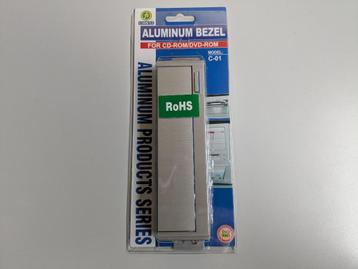 ALUMINUM BEZEL
FOR CD-ROM/DVD-ROM
MODEL:
C-01
RoHS
ALUMINUM PRODUCTS SERIES